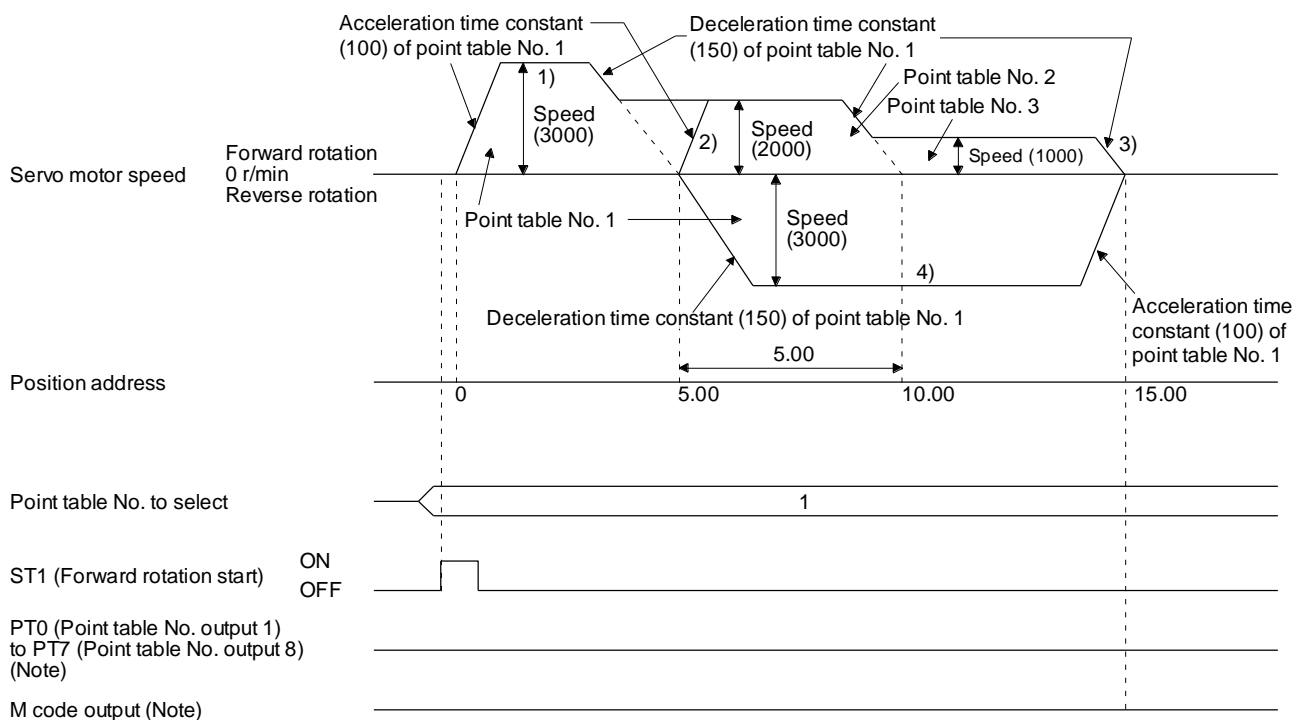 Acceleration time constant
(100) of point table No. 1
Deceleration time constant
(150) of point table No. 1
1)
Point table No. 2
Point table No. 3
Speed
(3000)
2)
Speed
(2000)
Speed (1000)
3)
Servo motor speed
Forward rotation
0 r/min
Reverse rotation
Point table No. 1
Speed
(3000)
4)
Deceleration time constant (150) of point table No. 1
Acceleration time
constant (100) of
point table No. 1
5.00
Position address
0
5.00
10.00
15.00
Point table No. to select
1
ST1 (Forward rotation start)
ON
OFF
PT0 (Point table No. output 1)
to PT7 (Point table No. output 8)
(Note)
M code output (Note)